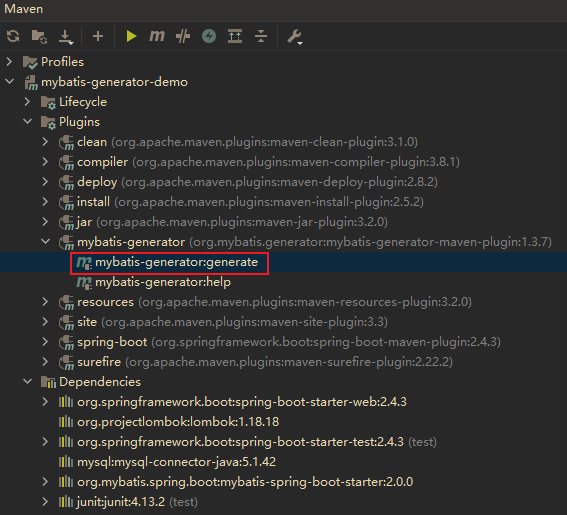 Maven
Profiles
mybatis-generator-demo
Lifecycle
Plugins
clean (org.apache.maven.plugins:maven-clean-plugin:3.1.0)
compiler (org.apache.maven.plugins:maven-compiler-plugin:3.8.1)
deploy (org.apache.maven.plugins:maven-deploy-plugin:2.8.2)
install (org.apache.maven.plugins:maven-install-plugin:2.5.2)
jar (org.apache.maven.plugins:maven-jar-plugin:3.2.0)
mybatis-generator (org.mybatis.generator:mybatis-generator-maven-plugin:1.3.7)
mybatis-generator:generate
mybatis-generator:help
resources (org.apache.maven.plugins:maven-resources-plugin:3.2.0)
site (org.apache.maven.plugins:maven-site-plugin:3.3)
spring-boot (org.springframework.boot:spring-boot-maven-plugin:2.4.3)
surefire (org.apache.maven.plugins:maven-surefire-plugin:2.22.2)
Dependencies
org.springframework.boot:spring-boot-starter-web:2.4.3
org.projectlombok:lombok:1.18.18
org.springframework.boot:spring-boot-starter-test:2.4.3 (test)
mysql:mysql-connector-java:5.1.42
org.mybatis.spring.boot:mybatis-spring-boot-starter:2.0.0
junit:junit:4.13.2 (test)